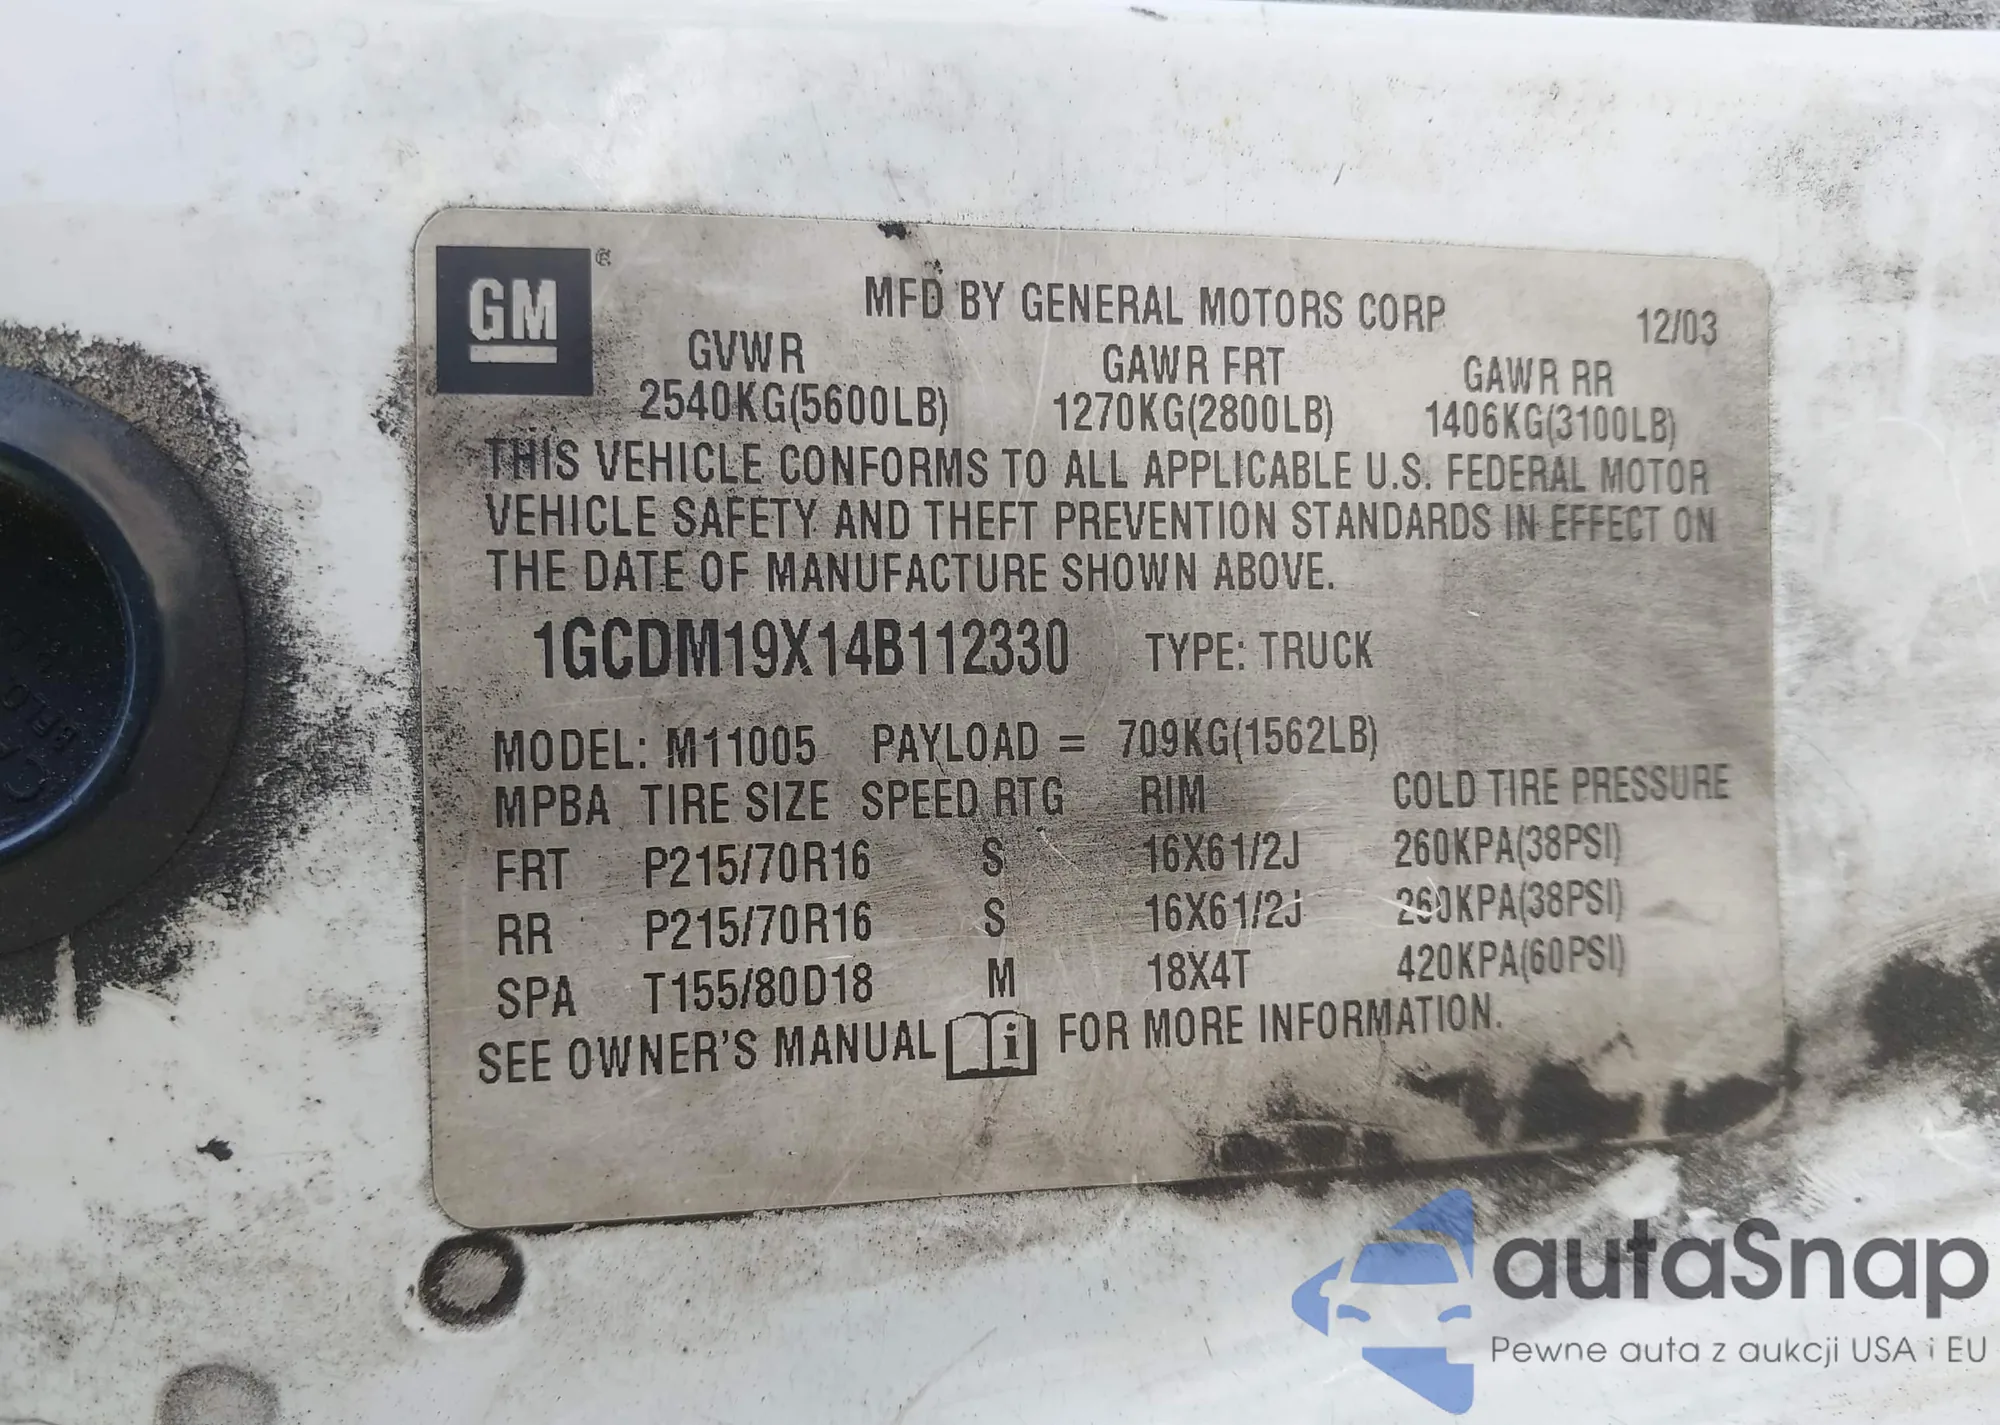 GM®
MFD BY GENERAL MOTORS CORP 12/03
GVWR GAWR FRT GAWR RR
2540KG(5600LB) 1270KG(2800LB) 1406KG(3100LB)
THIS VEHICLE CONFORMS TO ALL APPLICABLE U.S. FEDERAL MOTOR
VEHICLE SAFETY AND THEFT PREVENTION STANDARDS IN EFFECT ON
THE DATE OF MANUFACTURE SHOWN ABOVE.
1GCDM19X14B112330 TYPE: TRUCK
MODEL: M11005 PAYLOAD = 709KG(1562LB)
MPBA TIRE SIZE SPEED RTG RIM COLD TIRE PRESSURE
FRT P215/70R16 S 16X61/2J 260KPA(38PSI)
RR P215/70R16 S 16X61/2J 260KPA(38PSI)
SPA T155/80D18 M 18X4T 420KPA(60PSI)
SEE OWNER'S MANUAL i FOR MORE INFORMATION.
autaSnap
Pewne auta z aukcji USA i EU